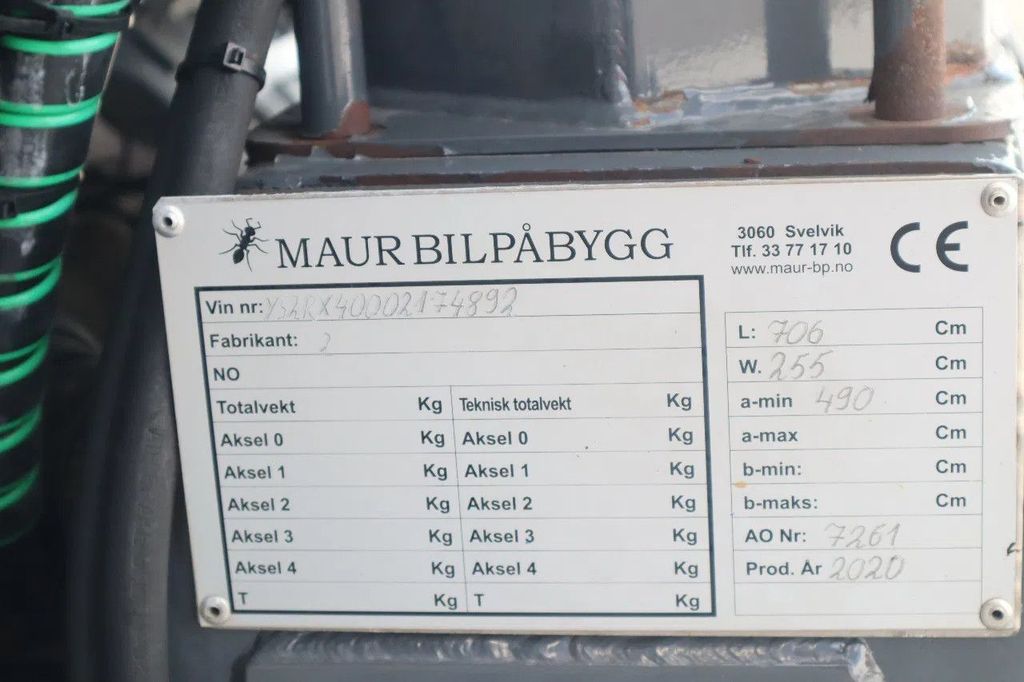 MAUR BILPÅBYGG
3060 Svelvik
Tlf. 33 77 17 10
www.maur-bp.no
CE
Vin nr: YS2RX40002174892
Fabrikant:
NO
Totalvekt Kg Teknisk totalvekt Kg
Aksel 0 Kg Aksel 0 Kg
Aksel 1 Kg Aksel 1 Kg
Aksel 2 Kg Aksel 2 Kg
Aksel 3 Kg Aksel 3 Kg
Aksel 4 Kg Aksel 4 Kg
T Kg T Kg
L: 706 Cm
W. 255 Cm
a-min 490 Cm
a-max Cm
b-min: Cm
b-maks: Cm
AO Nr: 7261
Prod. År 2020